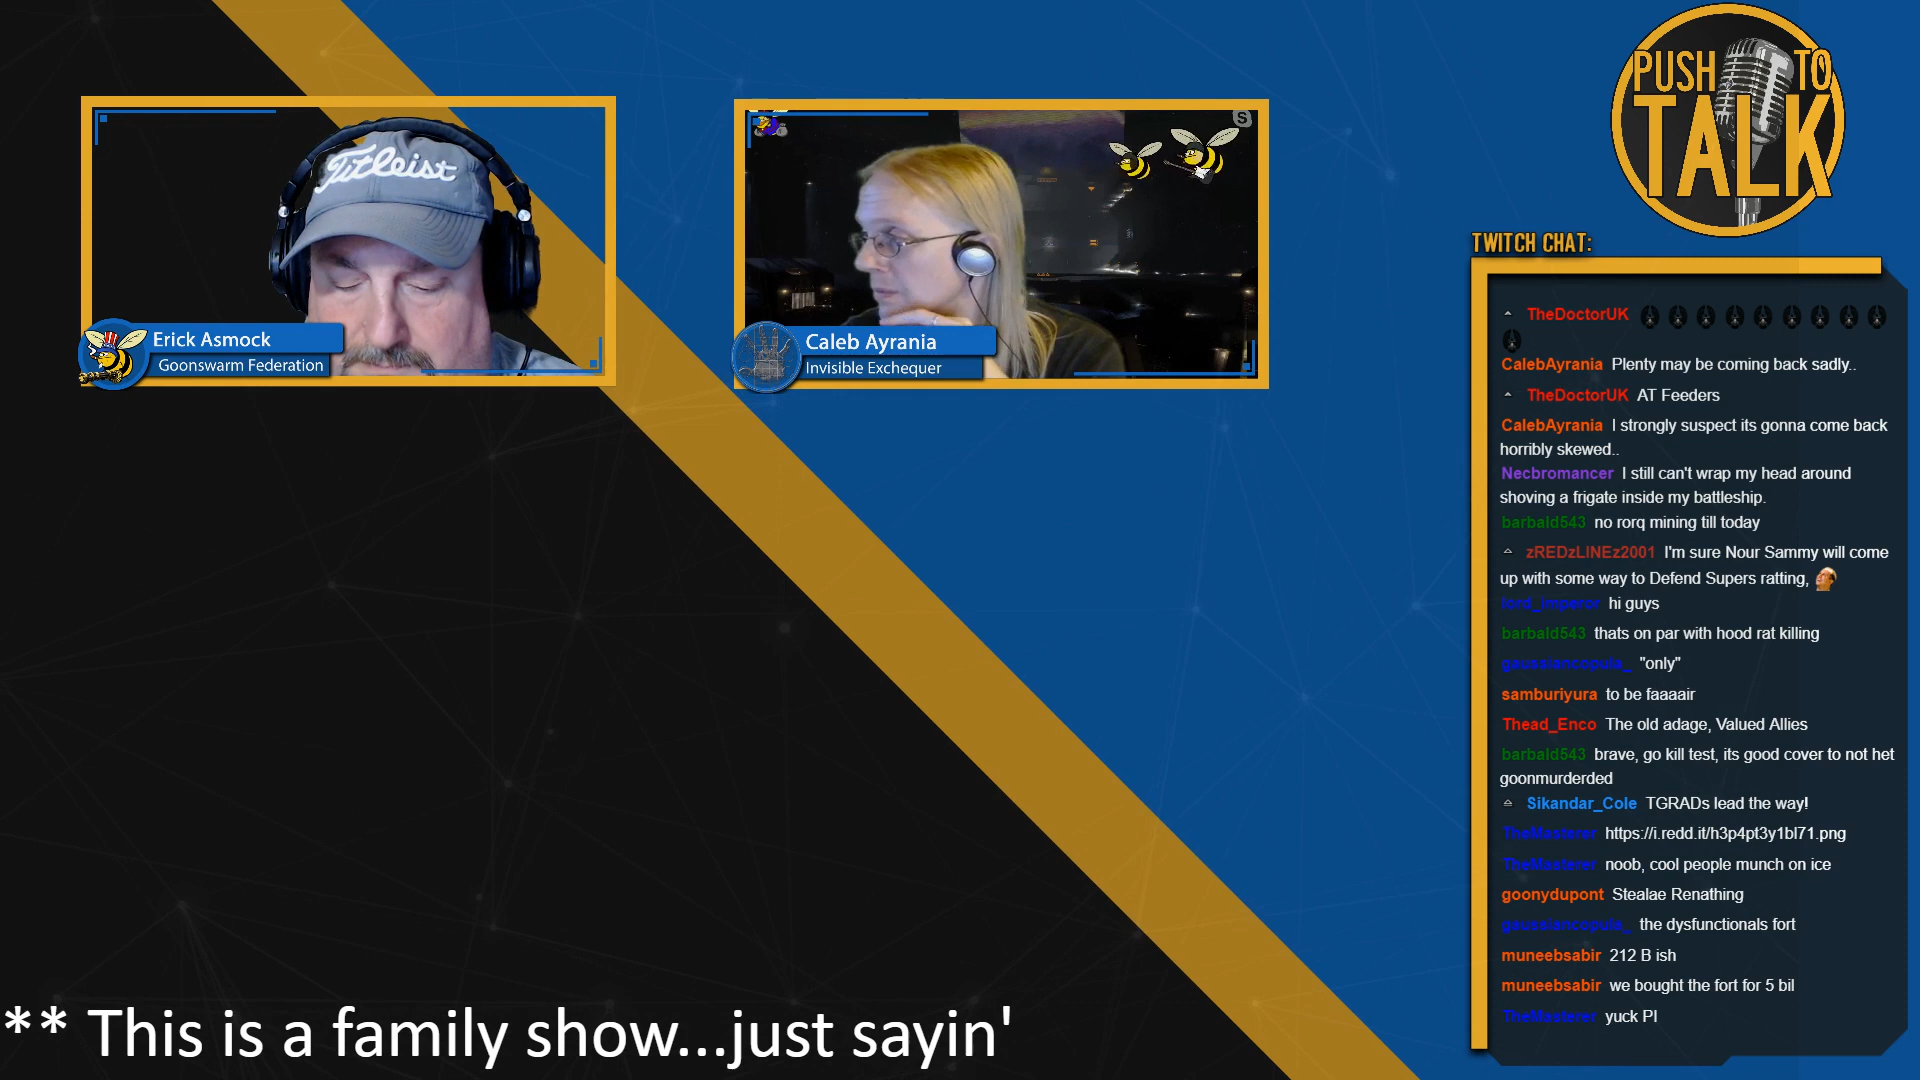 PUSH TO
TALK
Titleist
S
Erick Asmock
Goonswarm Federation
Caleb Ayrania
Invisible Exchequer
TWITCH CHAT:
TheDoctorUK
CalebAyrania Plenty may be coming back sadly..
TheDoctorUK AT Feeders
CalebAyrania I strongly suspect its gonna come back
horribly skewed..
Necbromancer I still can't wrap my head around
shoving a frigate inside my battleship.
barbald543 no rorq mining till today
zREDzLINEz2001 I'm sure Nour Sammy will come
up with some way to Defend Supers ratting,
lord_imperor hi guys
barbald543 thats on par with hood rat killing
gaussiancopula_ "only"
samburiyura to be faaaair
Thead_Enco The old adage, Valued Allies
barbald543 brave, go kill test, its good cover to not het
goonmurderded
Sikandar_Cole TGRADs lead the way!
TheMasterer https://i.redd.it/h3p4pt3y1bl71.png
TheMasterer noob, cool people munch on ice
goonydupont Stealae Renathing
gaussiancopula_ the dysfunctionals fort
muneebsabir 212 B ish
muneebsabir we bought the fort for 5 bil
TheMasterer yuck PI
** This is a family show...just sayin'